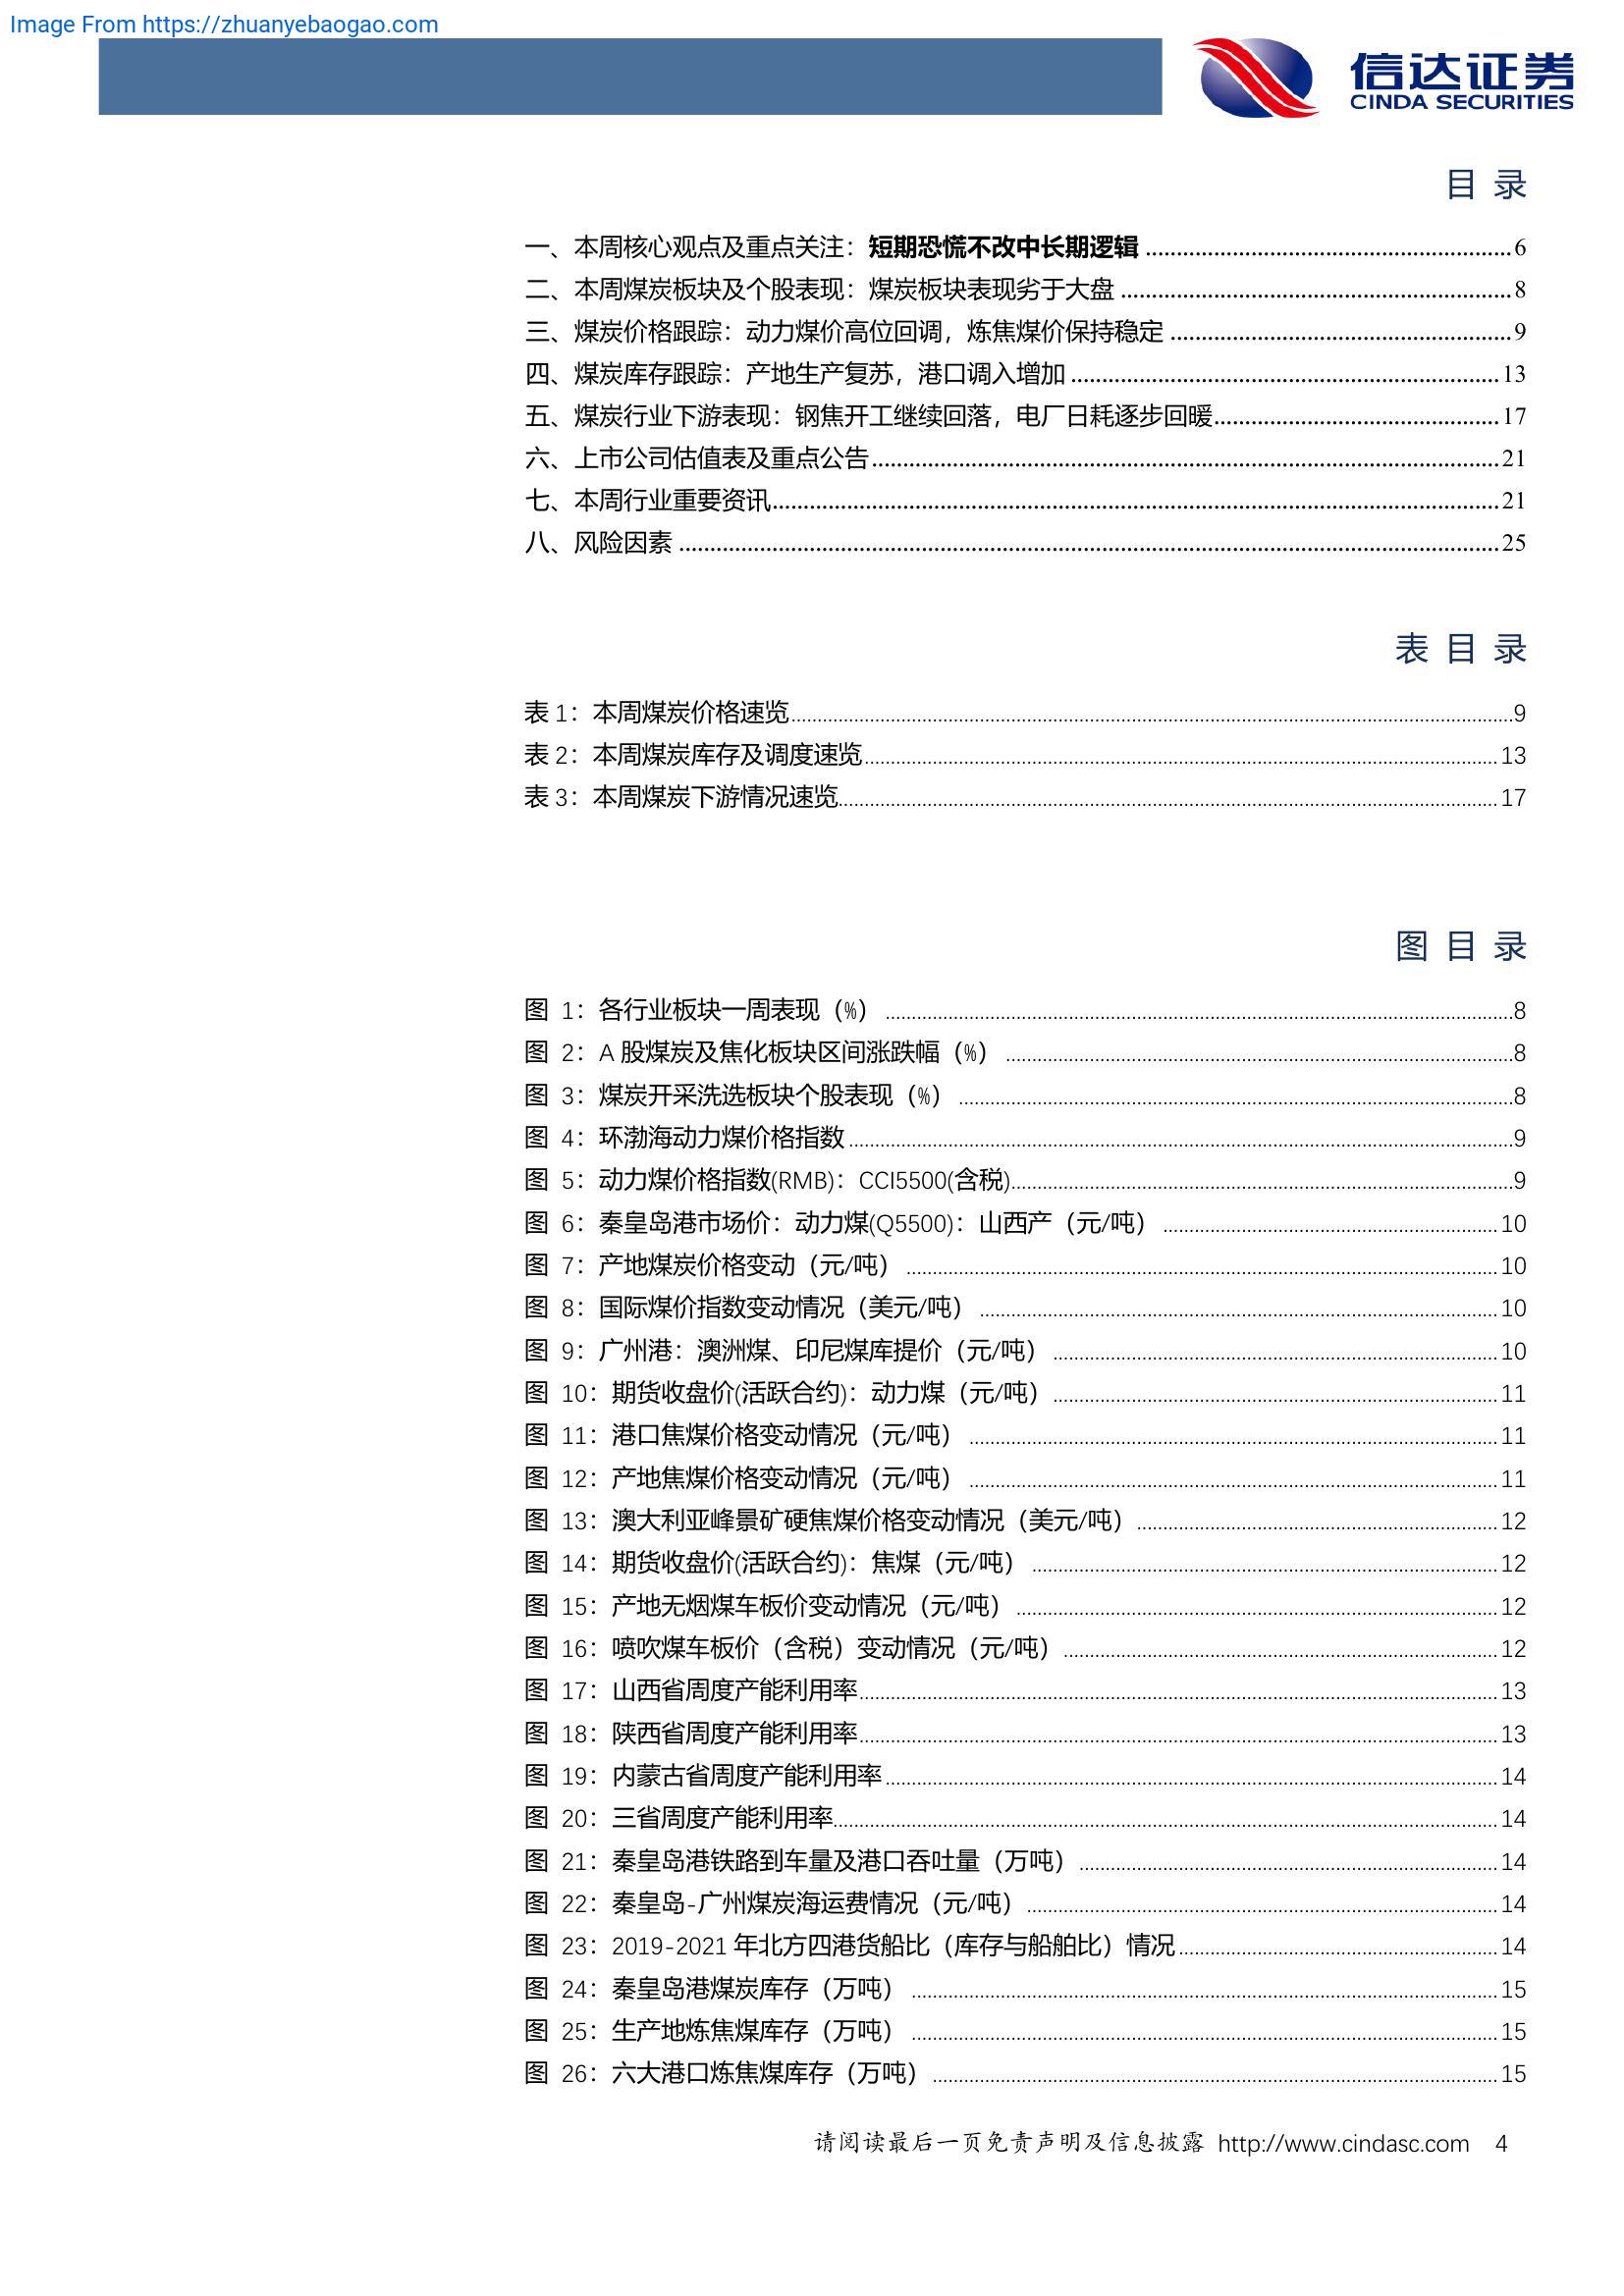 Image From https://zhuanyebaogao.com
信达证券
CINDA SECURITIES
目 录
一、本周核心观点及重点关注：短期恐慌不改中长期逻辑 ........ 6
二、本周煤炭板块及个股表现：煤炭板块表现劣于大盘 ........ 8
三、煤炭价格跟踪：动力煤价高位回调，炼焦煤价保持稳定 ........ 9
四、煤炭库存跟踪：产地生产复苏，港口调入增加 ........ 13
五、煤炭行业下游表现：钢焦开工继续回落，电厂日耗逐步回暖 ........ 17
六、上市公司估值表及重点公告 ........ 21
七、本周行业重要资讯 ........ 21
八、风险因素 ........ 25
表 目 录
表 1：本周煤炭价格速览 ........ 9
表 2：本周煤炭库存及调度速览 ........ 13
表 3：本周煤炭下游情况速览 ........ 17
图 目 录
图 1：各行业板块一周表现（%） ........ 8
图 2：A 股煤炭及焦化板块区间涨跌幅（%） ........ 8
图 3：煤炭开采洗选板块个股表现（%） ........ 8
图 4：环渤海动力煤价格指数 ........ 9
图 5：动力煤价格指数(RMB)：CCI5500(含税) ........ 9
图 6：秦皇岛港市场价：动力煤(Q5500)：山西产（元/吨） ........ 10
图 7：产地煤炭价格变动（元/吨） ........ 10
图 8：国际煤价指数变动情况（美元/吨） ........ 10
图 9：广州港：澳洲煤、印尼煤库提价（元/吨） ........ 10
图 10：期货收盘价(活跃合约)：动力煤（元/吨） ........ 11
图 11：港口焦煤价格变动情况（元/吨） ........ 11
图 12：产地焦煤价格变动情况（元/吨） ........ 11
图 13：澳大利亚峰景矿硬焦煤价格变动情况（美元/吨） ........ 12
图 14：期货收盘价(活跃合约)：焦煤（元/吨） ........ 12
图 15：产地无烟煤车板价变动情况（元/吨） ........ 12
图 16：喷吹煤车板价（含税）变动情况（元/吨） ........ 12
图 17：山西省周度产能利用率 ........ 13
图 18：陕西省周度产能利用率 ........ 13
图 19：内蒙古省周度产能利用率 ........ 14
图 20：三省周度产能利用率 ........ 14
图 21：秦皇岛港铁路到车量及港口吞吐量（万吨） ........ 14
图 22：秦皇岛-广州煤炭海运费情况（元/吨） ........ 14
图 23：2019-2021 年北方四港货船比（库存与船舶比）情况 ........ 14
图 24：秦皇岛港煤炭库存（万吨） ........ 15
图 25：生产地炼焦煤库存（万吨） ........ 15
图 26：六大港口炼焦煤库存（万吨） ........ 15
请阅读最后一页免责声明及信息披露 http://www.cindasc.com 4